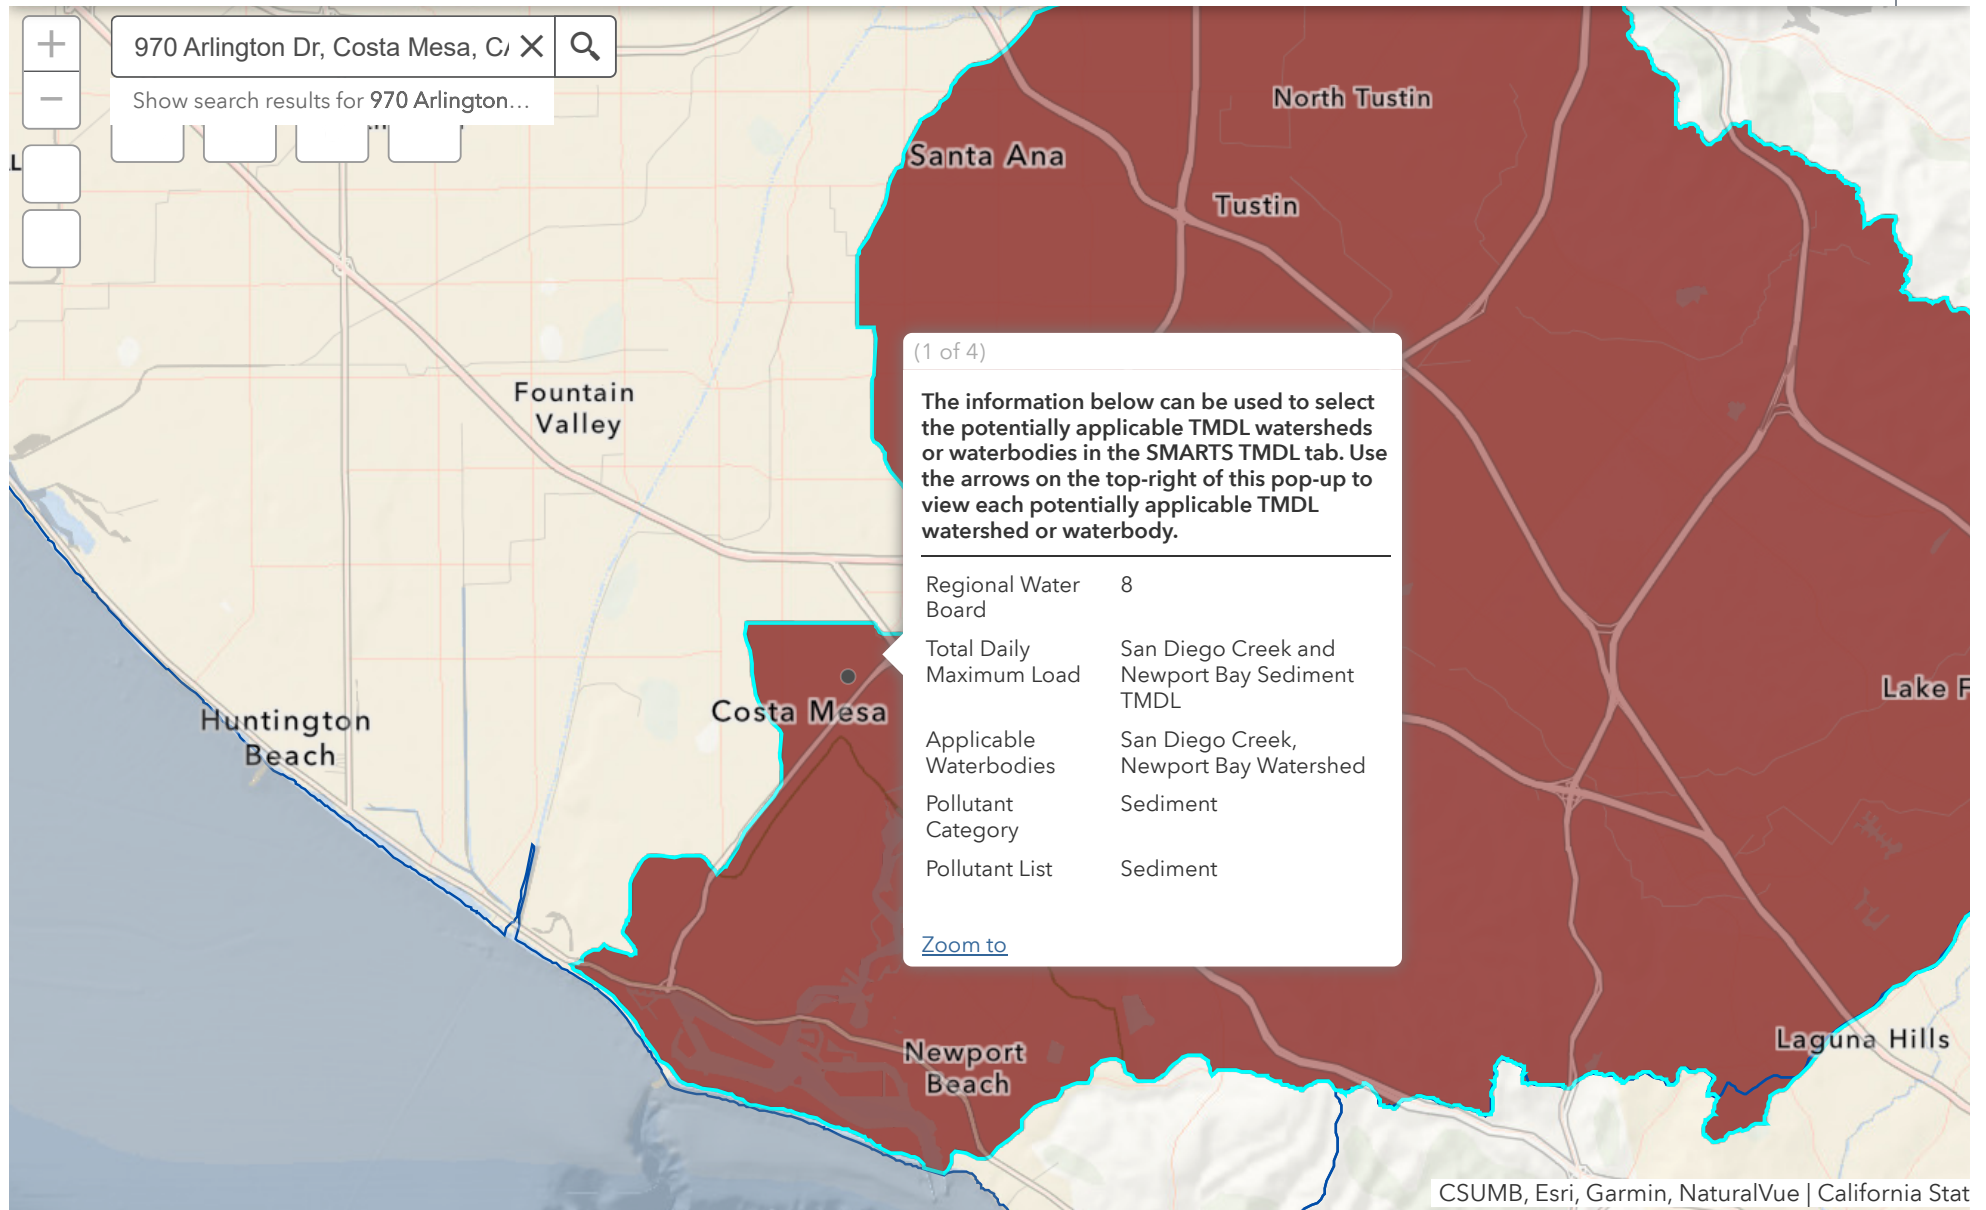 970 Arlington Dr, Costa Mesa, CA
Show search results for 970 Arlington...
North Tustin
Santa Ana
Tustin
(1 of 4)
The information below can be used to select
the potentially applicable TMDL watersheds
or waterbodies in the SMARTS TMDL tab. Use
the arrows on the top-right of this pop-up to
view each potentially applicable TMDL
watershed or waterbody.
Regional Water
Board
8
Total Daily
Maximum Load
San Diego Creek and
Newport Bay Sediment
TMDL
Applicable
Waterbodies
San Diego Creek,
Newport Bay Watershed
Pollutant
Category
Sediment
Pollutant List
Sediment
Zoom to
Fountain
Valley
Costa Mesa
Huntington
Beach
Lake F
Newport
Beach
Laguna Hills
CSUMB, Esri, Garmin, NaturalVue | California Stat